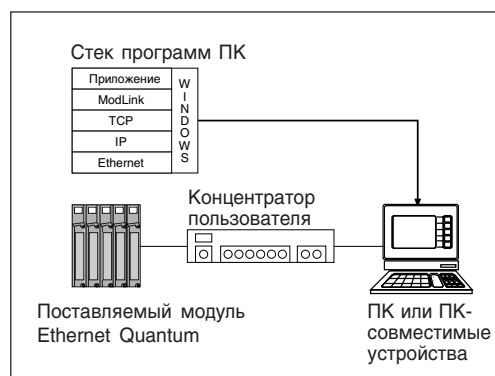 Стек программ ПК
Приложение
ModLink
TCP
IP
Ethernet
WINDOWS
Концентратор
пользователя
Поставляемый модуль
Ethernet Quantum
ПК или ПК-
совместимые
устройства